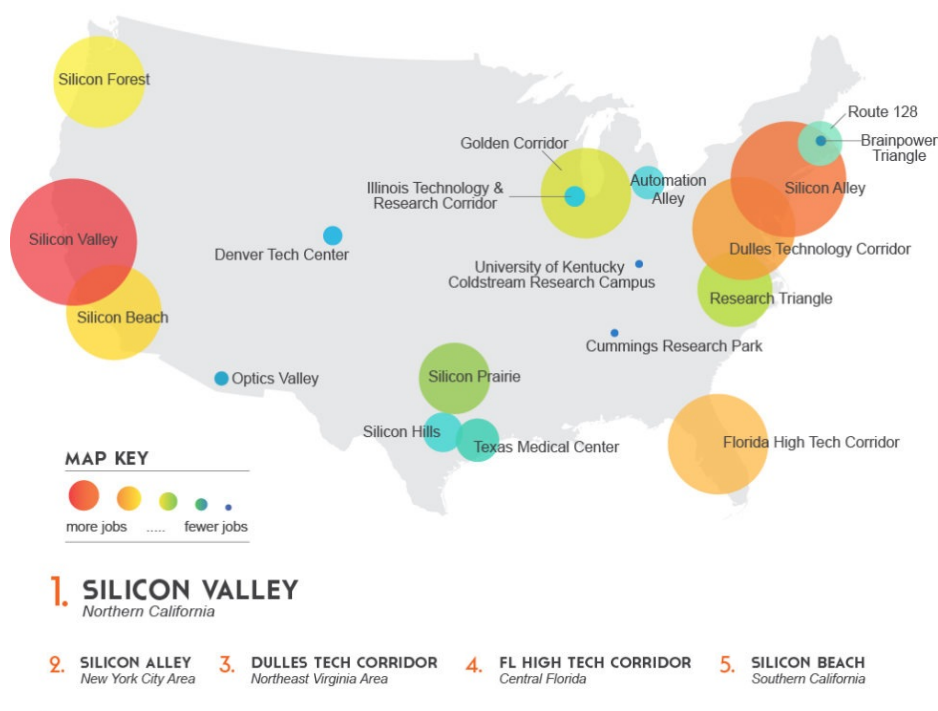 Silicon Forest
Route 128
Golden Corridor
Brainpower
Triangle
Illinois Technology &
Research Corridor
Automation
Alley
Silicon Alley
Silicon Valley
Denver Tech Center
Dulles Technology Corridor
University of Kentucky
Coldstream Research Campus
Research Triangle
Silicon Beach
Cummings Research Park
Optics Valley
Silicon Prairie
Silicon Hills
Texas Medical Center
Florida High Tech Corridor
MAP KEY
more jobs ..... fewer jobs
1. SILICON VALLEY
Northern California
2. SILICON ALLEY
New York City Area
3. DULLES TECH CORRIDOR
Northeast Virginia Area
4. FL HIGH TECH CORRIDOR
Central Florida
5. SILICON BEACH
Southern California